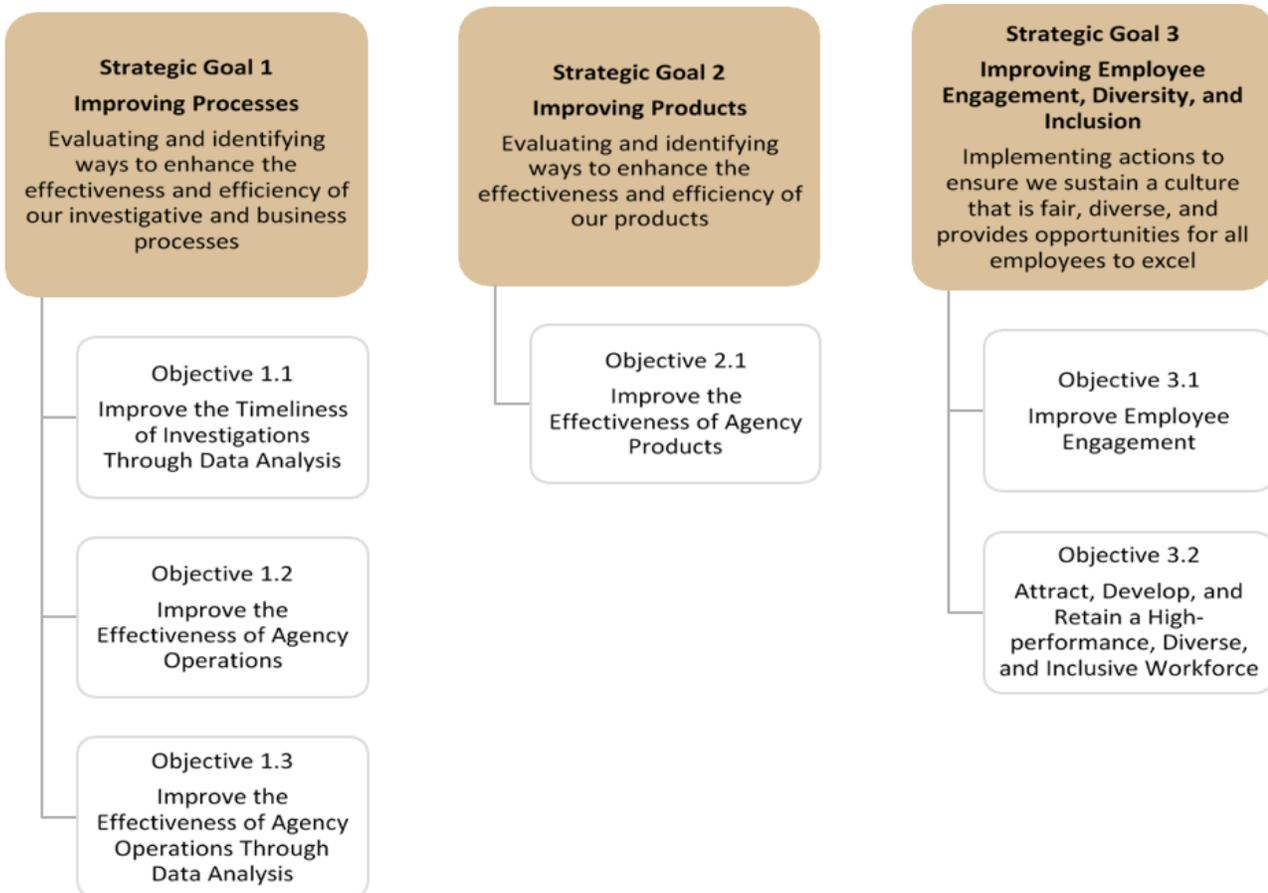 Strategic Goal 1
Improving Processes
Evaluating and identifying
ways to enhance the
effectiveness and efficiency of
our investigative and business
processes
Objective 1.1
Improve the Timeliness
of Investigations
Through Data Analysis
Objective 1.2
Improve the
Effectiveness of Agency
Operations
Objective 1.3
Improve the
Effectiveness of Agency
Operations Through
Data Analysis
Strategic Goal 2
Improving Products
Evaluating and identifying
ways to enhance the
effectiveness and efficiency of
our products
Objective 2.1
Improve the
Effectiveness of Agency
Products
Strategic Goal 3
Improving Employee
Engagement, Diversity, and
Inclusion
Implementing actions to
ensure we sustain a culture
that is fair, diverse, and
provides opportunities for all
employees to excel
Objective 3.1
Improve Employee
Engagement
Objective 3.2
Attract, Develop, and
Retain a High-
performance, Diverse,
and Inclusive Workforce